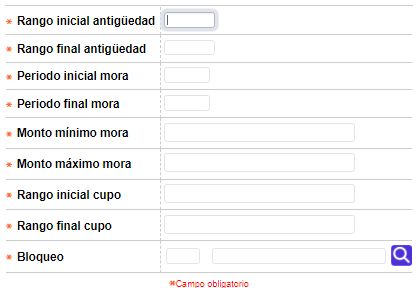 * Rango inicial antigüedad
* Rango final antigüedad
* Periodo inicial mora
* Periodo final mora
* Monto mínimo mora
* Monto máximo mora
* Rango inicial cupo
* Rango final cupo
* Bloqueo
*Campo obligatorio